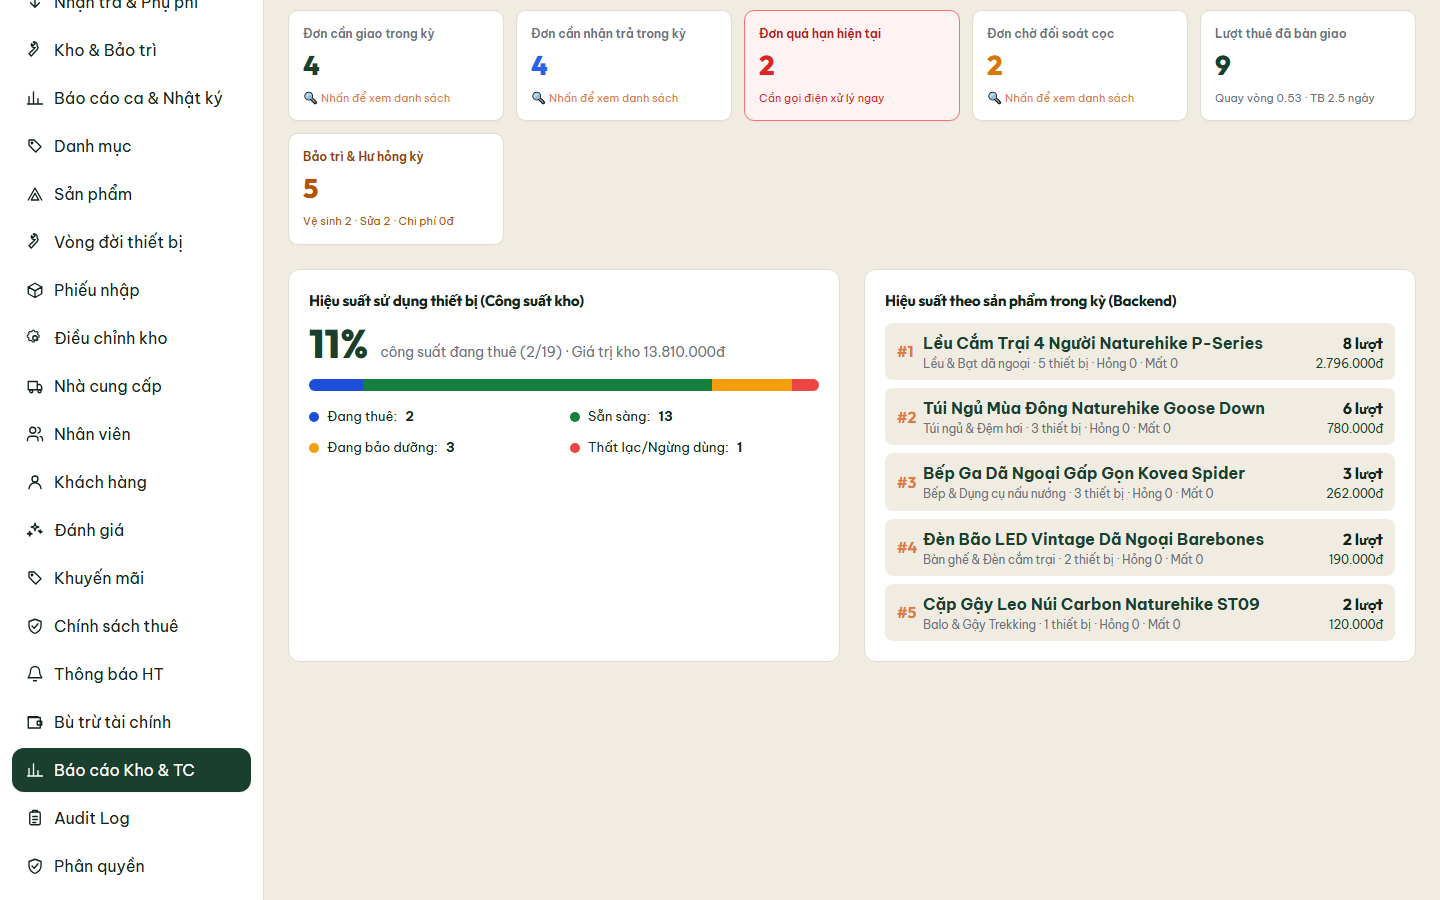 Nhận trả & Phụ phí
Kho & Bảo trì
Báo cáo ca & Nhật ký
Danh mục
Sản phẩm
Vòng đời thiết bị
Phiếu nhập
Điều chỉnh kho
Nhà cung cấp
Nhân viên
Khách hàng
Đánh giá
Khuyến mãi
Chính sách thuê
Thông báo HT
Bù trừ tài chính
Báo cáo Kho & TC
Audit Log
Phân quyền
Đơn cần giao trong kỳ
4
Nhấn để xem danh sách
Đơn cần nhận trả trong kỳ
4
Nhấn để xem danh sách
Đơn quá hạn hiện tại
2
Cần gọi điện xử lý ngay
Đơn chờ đối soát cọc
2
Nhấn để xem danh sách
Lượt thuê đã bàn giao
9
Quay vòng 0.53 · TB 2.5 ngày
Bảo trì & Hư hỏng kỳ
5
Vệ sinh 2 · Sửa 2 · Chi phí 0đ
Hiệu suất sử dụng thiết bị (Công suất kho)
11% công suất đang thuê (2/19) · Giá trị kho 13.810.000đ
Đang thuê: 2
Sẵn sàng: 13
Đang bảo dưỡng: 3
Thất lạc/Ngừng dùng: 1
Hiệu suất theo sản phẩm trong kỳ (Backend)
#1 Lều Cắm Trại 4 Người Naturehike P-Series 8 lượt
Lều & Bạt dã ngoại · 5 thiết bị · Hỏng 0 · Mất 0 2.796.000đ
#2 Túi Ngủ Mùa Đông Naturehike Goose Down 6 lượt
Túi ngủ & Đệm hơi · 3 thiết bị · Hỏng 0 · Mất 0 780.000đ
#3 Bếp Ga Dã Ngoại Gấp Gọn Kovea Spider 3 lượt
Bếp & Dụng cụ nấu nướng · 3 thiết bị · Hỏng 0 · Mất 0 262.000đ
#4 Đèn Bão LED Vintage Dã Ngoại Barebones 2 lượt
Bàn ghế & Đèn cắm trại · 2 thiết bị · Hỏng 0 · Mất 0 190.000đ
#5 Cặp Gậy Leo Núi Carbon Naturehike ST09 2 lượt
Balo & Gậy Trekking · 1 thiết bị · Hỏng 0 · Mất 0 120.000đ